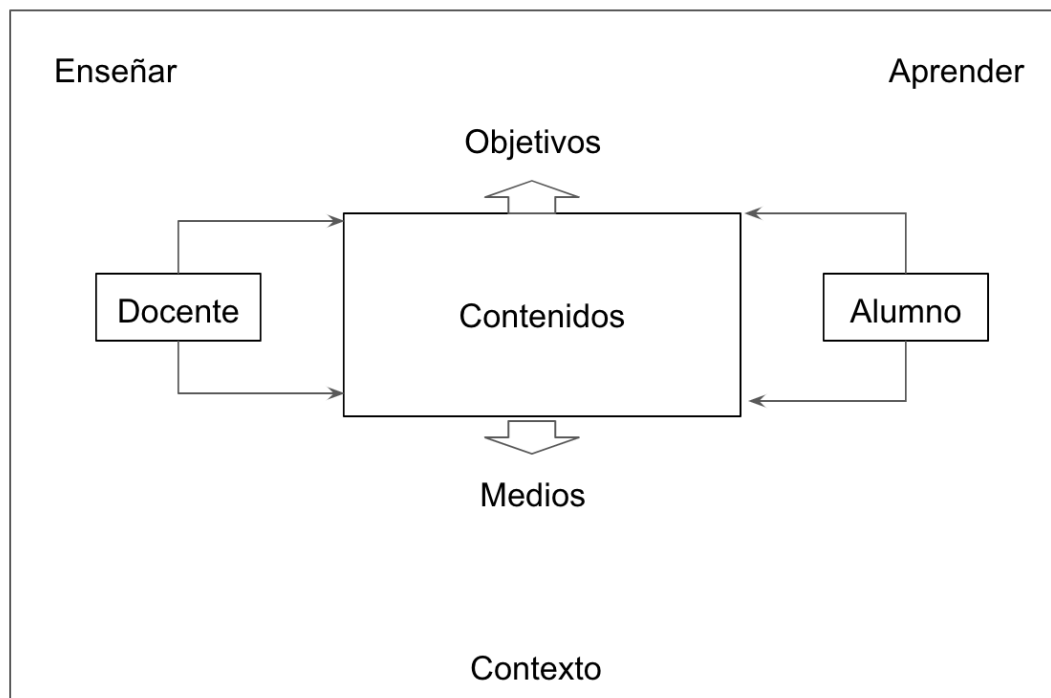 Enseñar
Aprender
Objetivos
Docente
Contenidos
Alumno
Medios
Contexto